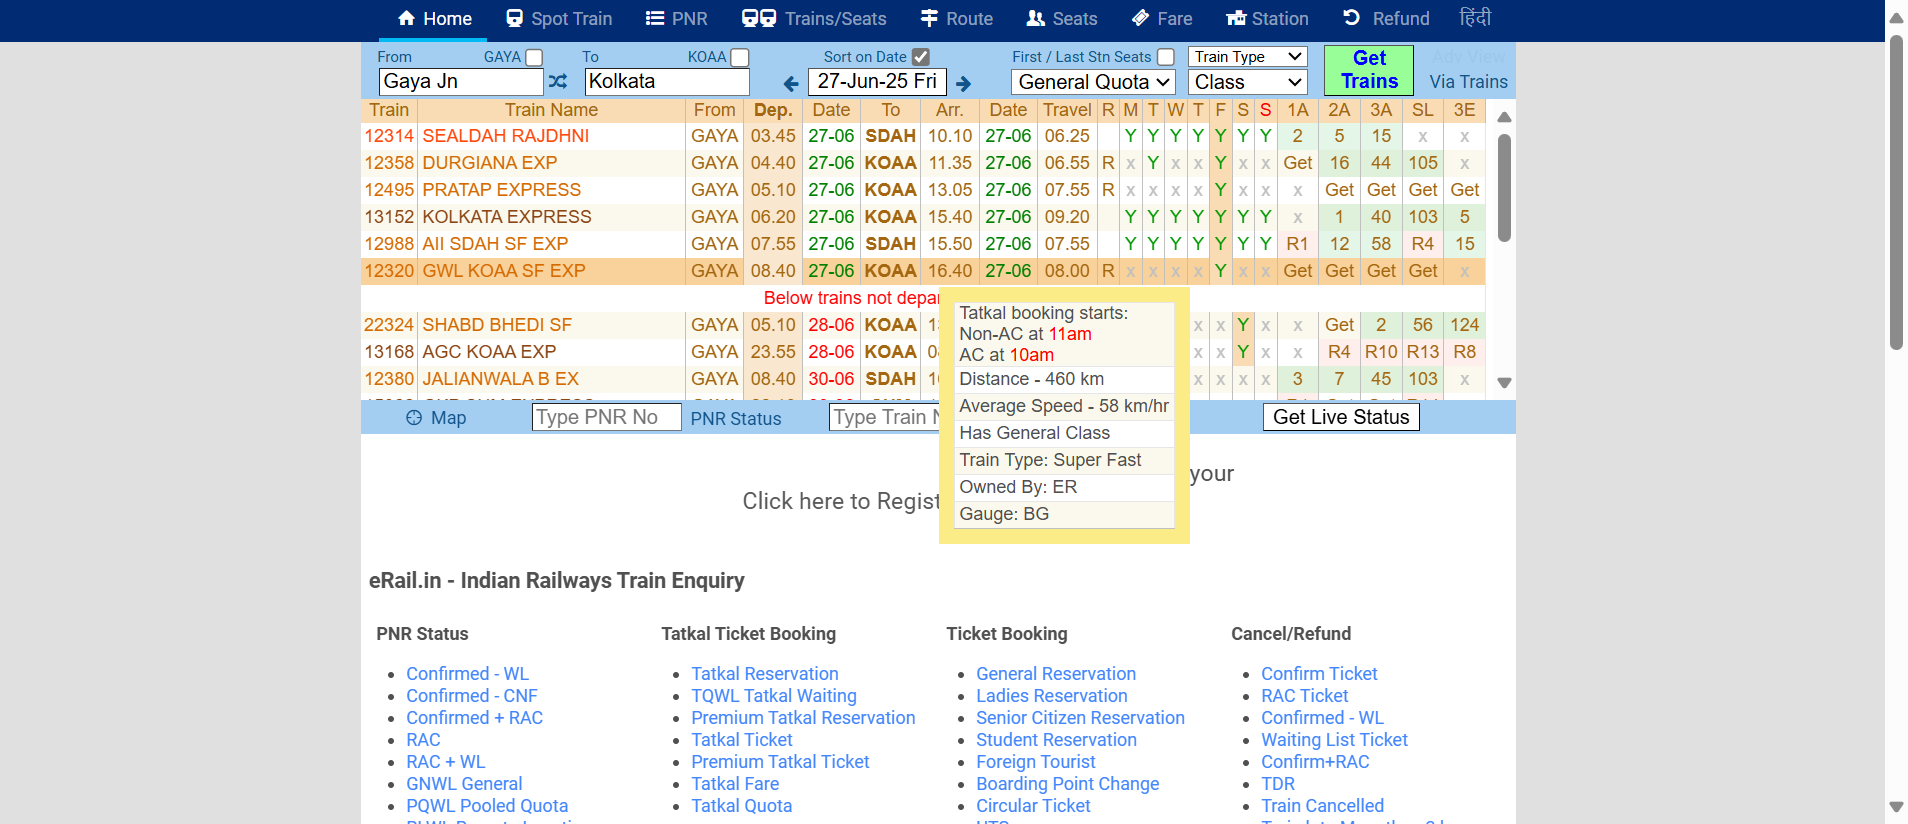 Home Spot Train PNR Trains/Seats Route Seats Fare Station Refund हिंदी
From GAYA To KOAA Sort on Date First / Last Stn Seats Train Type Get Trains Adv View
Gaya Jn Kolkata 27-Jun-25 Fri General Quota Class Via Trains
Train Train Name From Dep. Date To Arr. Date Travel R M T W T F S S 1A 2A 3A SL 3E
12314 SEALDAH RAJDHNI GAYA 03.45 27-06 SDAH 10.10 27-06 06.25 Y Y Y Y Y Y Y 2 5 15 x x
12358 DURGIANA EXP GAYA 04.40 27-06 KOAA 11.35 27-06 06.55 R x Y x x Y x x Get 16 44 105 x
12495 PRATAP EXPRESS GAYA 05.10 27-06 KOAA 13.05 27-06 07.55 R x x x x Y x x x Get Get Get Get
13152 KOLKATA EXPRESS GAYA 06.20 27-06 KOAA 15.40 27-06 09.20 Y Y Y Y Y Y Y x 1 40 103 5
12988 AII SDAH SF EXP GAYA 07.55 27-06 SDAH 15.50 27-06 07.55 Y Y Y Y Y Y Y R1 12 58 R4 15
12320 GWL KOAA SF EXP GAYA 08.40 27-06 KOAA 16.40 27-06 08.00 R x x x x Y x x Get Get Get Get x
Below trains not
22324 SHABD BHEDI SF GAYA 05.10 28-06 KOAA x x Y x x Get 2 56 124
13168 AGC KOAA EXP GAYA 23.55 28-06 KOAA x x Y x x R4 R10 R13 R8
12380 JALIANWALA B EX GAYA 08.40 30-06 SDAH x x x x 3 7 45 103 x
Tatkal booking starts:
Non-AC at 11am
AC at 10am
Distance - 460 km
Average Speed - 58 km/hr
Has General Class
Train Type: Super Fast
Owned By: ER
Gauge: BG
Map Type PNR No PNR Status Type Train Get Live Status
your
Click here to
eRail.in - Indian Railways Train Enquiry
PNR Status
Confirmed - WL
Confirmed - CNF
Confirmed + RAC
RAC
RAC + WL
GNWL General
PQWL Pooled Quota
Tatkal Ticket Booking
Tatkal Reservation
TQWL Tatkal Waiting
Premium Tatkal Reservation
Tatkal Ticket
Premium Tatkal Ticket
Tatkal Fare
Tatkal Quota
Ticket Booking
General Reservation
Ladies Reservation
Senior Citizen Reservation
Student Reservation
Foreign Tourist
Boarding Point Change
Circular Ticket
Cancel/Refund
Confirm Ticket
RAC Ticket
Confirmed - WL
Waiting List Ticket
Confirm+RAC
TDR
Train Cancelled